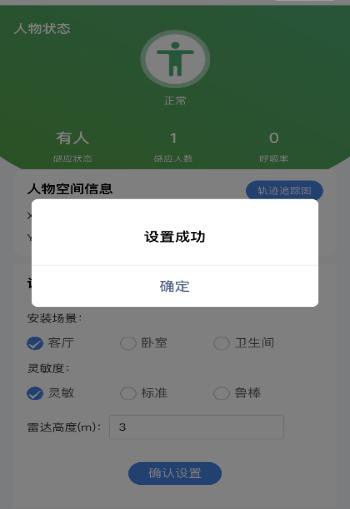 人物状态
正常
有人 1 0
感应状态 感应人数 呼吸率
人物空间信息 轨迹追踪图
设置成功
确定
安装场景:
客厅 卧室 卫生间
灵敏度:
灵敏 标准 鲁棒
雷达高度(m): 3
确认设置